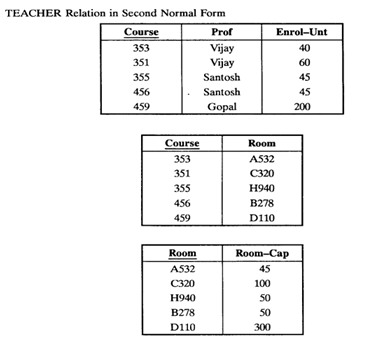 TEACHER Relation in Second Normal Form
Course Prof Enrol–Unt
353 Vijay 40
351 Vijay 60
355 Santosh 45
456 Santosh 45
459 Gopal 200
Course Room
353 A532
351 C320
355 H940
456 B278
459 D110
Room Room–Cap
A532 45
C320 100
H940 50
B278 50
D110 300